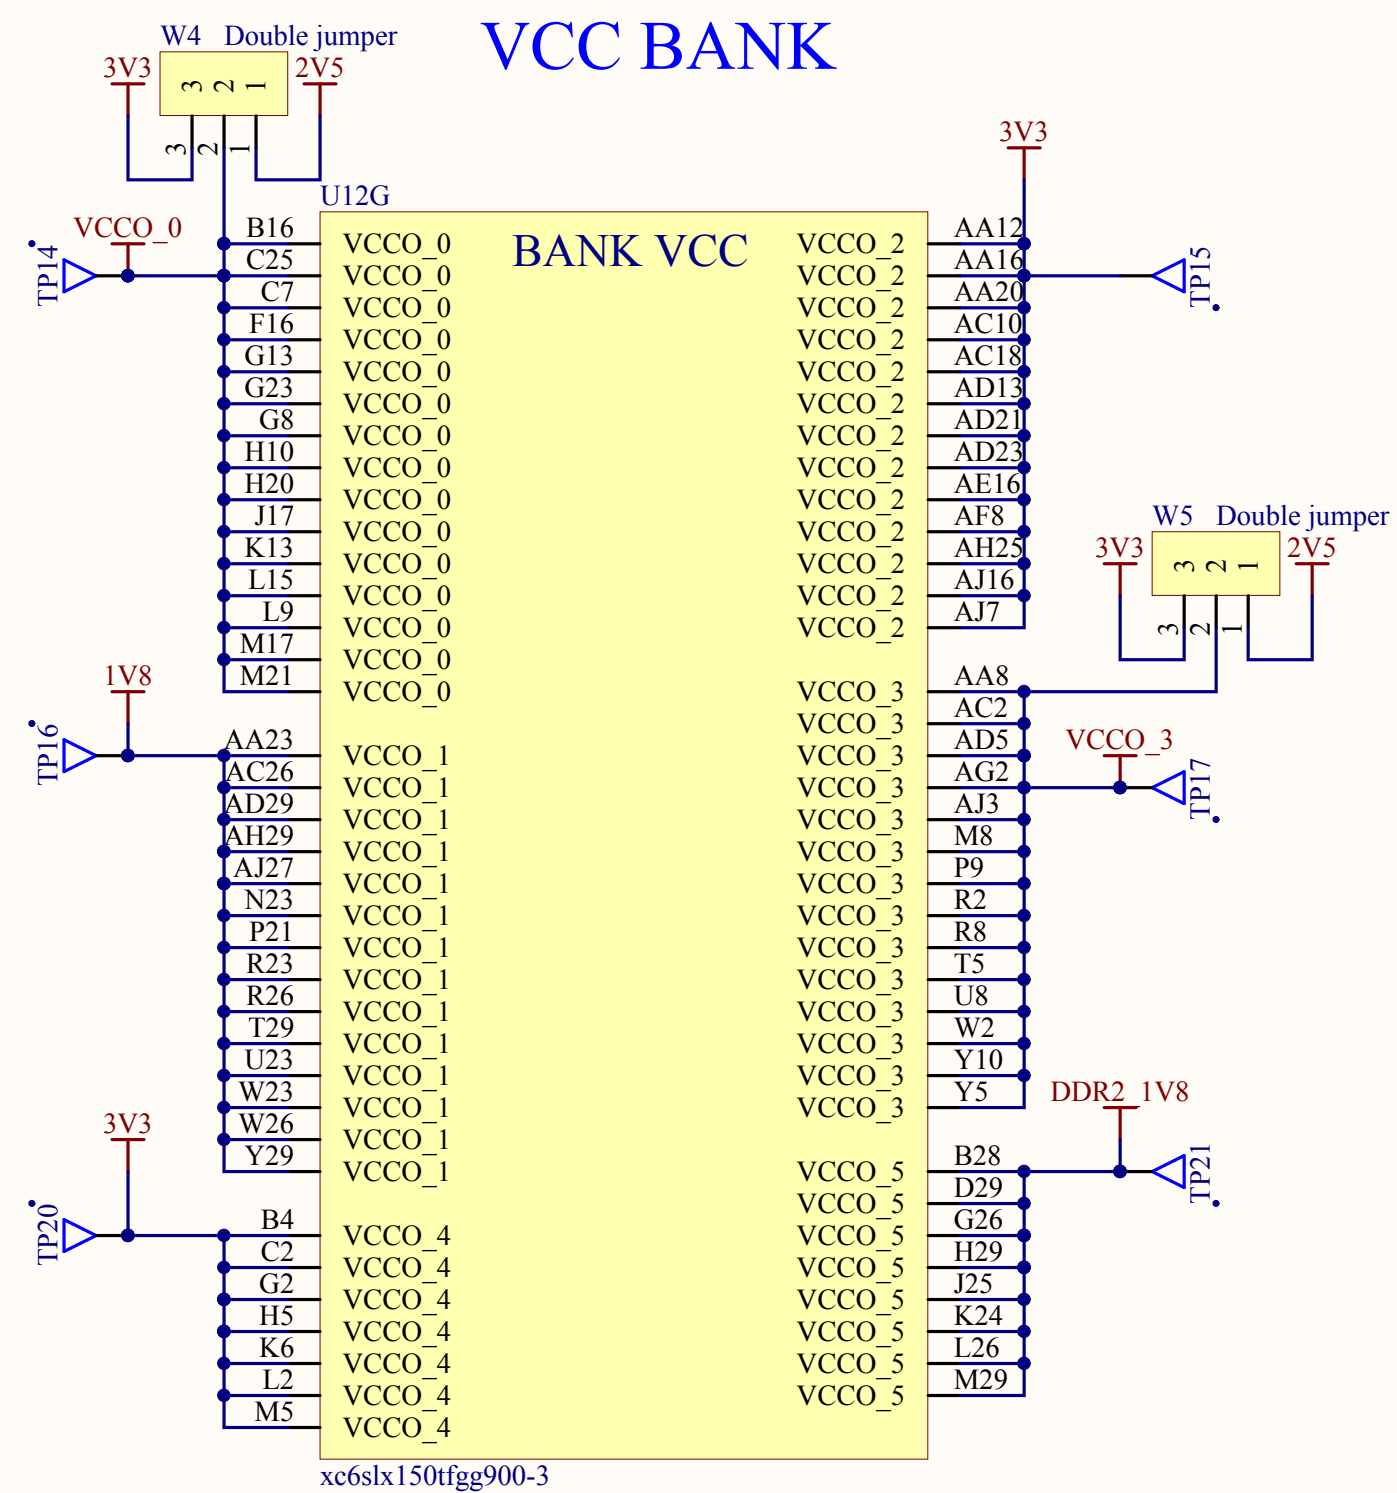 VCC BANK
W4 Double jumper
3V3
2V5
3 2 1
3 2 1
3V3
U12G
BANK VCC
VCCO_0
TP14
B16 VCCO_0
C25 VCCO_0
C7 VCCO_0
F16 VCCO_0
G13 VCCO_0
G23 VCCO_0
G8 VCCO_0
H10 VCCO_0
H20 VCCO_0
J17 VCCO_0
K13 VCCO_0
L15 VCCO_0
L9 VCCO_0
M17 VCCO_0
M21 VCCO_0
1V8
TP16
AA23 VCCO_1
AC26 VCCO_1
AD29 VCCO_1
AH29 VCCO_1
AJ27 VCCO_1
N23 VCCO_1
P21 VCCO_1
R23 VCCO_1
R26 VCCO_1
T29 VCCO_1
U23 VCCO_1
W23 VCCO_1
W26 VCCO_1
Y29 VCCO_1
3V3
TP20
B4 VCCO_4
C2 VCCO_4
G2 VCCO_4
H5 VCCO_4
K6 VCCO_4
L2 VCCO_4
M5 VCCO_4
VCCO_2 AA12
VCCO_2 AA16
VCCO_2 AA20
VCCO_2 AC10
VCCO_2 AC18
VCCO_2 AD13
VCCO_2 AD21
VCCO_2 AD23
VCCO_2 AE16
VCCO_2 AF8
VCCO_2 AH25
VCCO_2 AJ16
VCCO_2 AJ7
TP15
W5 Double jumper
3V3
2V5
3 2 1
3 2 1
VCCO_3 AA8
VCCO_3 AC2
VCCO_3 AD5
VCCO_3 AG2
VCCO_3 AJ3
VCCO_3 M8
VCCO_3 P9
VCCO_3 R2
VCCO_3 R8
VCCO_3 T5
VCCO_3 U8
VCCO_3 W2
VCCO_3 Y10
VCCO_3 Y5
VCCO_3
TP17
DDR2_1V8
TP21
VCCO_5 B28
VCCO_5 D29
VCCO_5 G26
VCCO_5 H29
VCCO_5 J25
VCCO_5 K24
VCCO_5 L26
VCCO_5 M29
xc6slx150tfgg900-3